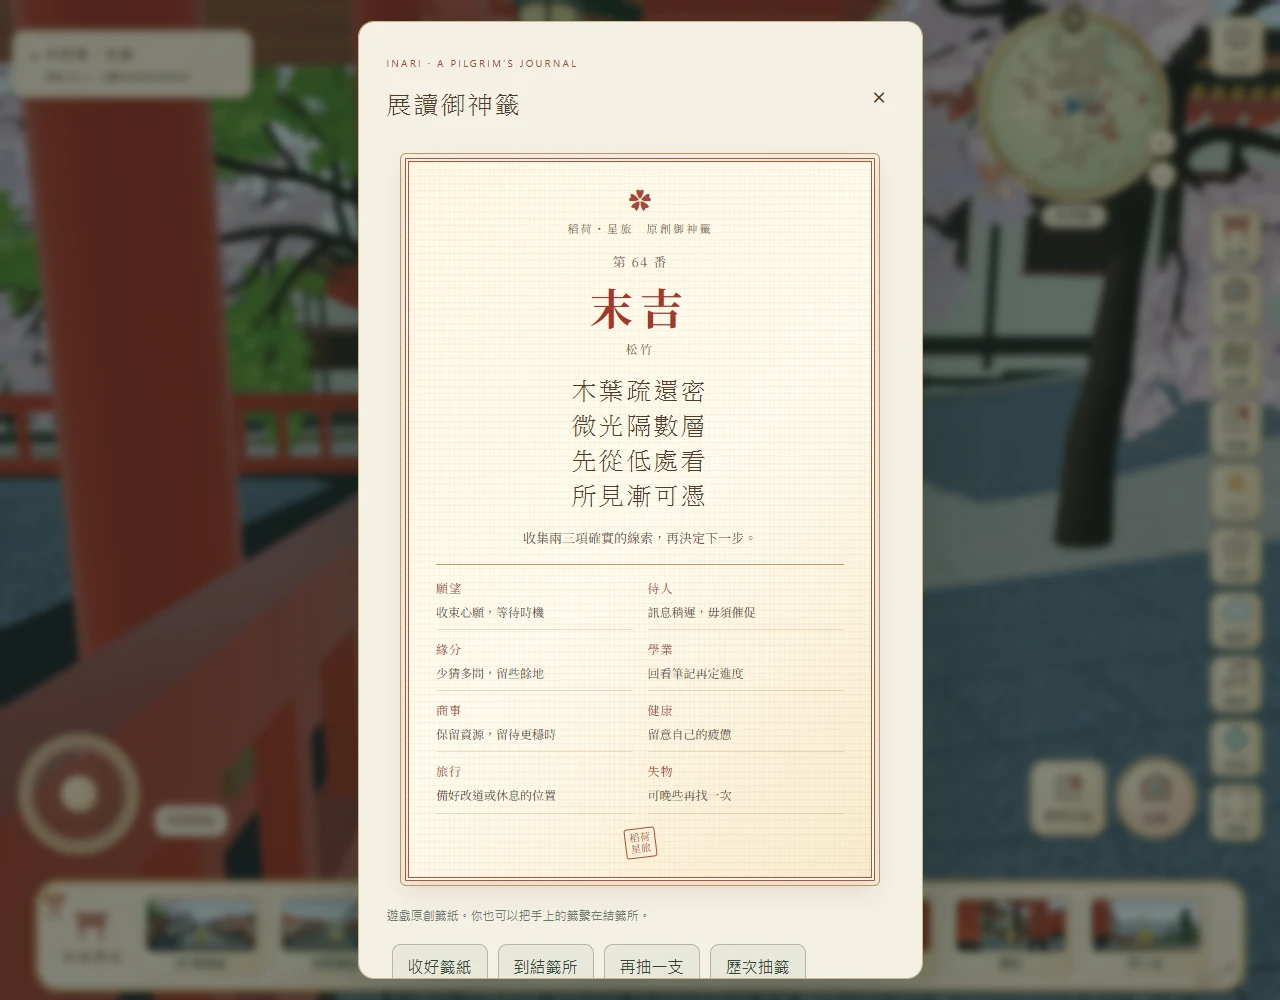 INARI · A PILGRIM'S JOURNAL
展讀御神籤
×
稻荷・星旅　原創御神籤
第 64 番
末吉
松竹
木葉疏還密
微光隔數層
先從低處看
所見漸可憑
收集兩三項確實的線索，再決定下一步。
願望
收束心願，等待時機
待人
訊息稍遲，毋須催促
緣分
少猜多問，留些餘地
學業
回看筆記再定進度
商事
保留資源，留待更穩時
健康
留意自己的疲憊
旅行
備好改道或休息的位置
失物
可晚些再找一次
稻荷
星旅
遊戲原創籤紙。你也可以把手上的籤繫在結籤所。
收好籤紙
到結籤所
再抽一支
歷次抽籤